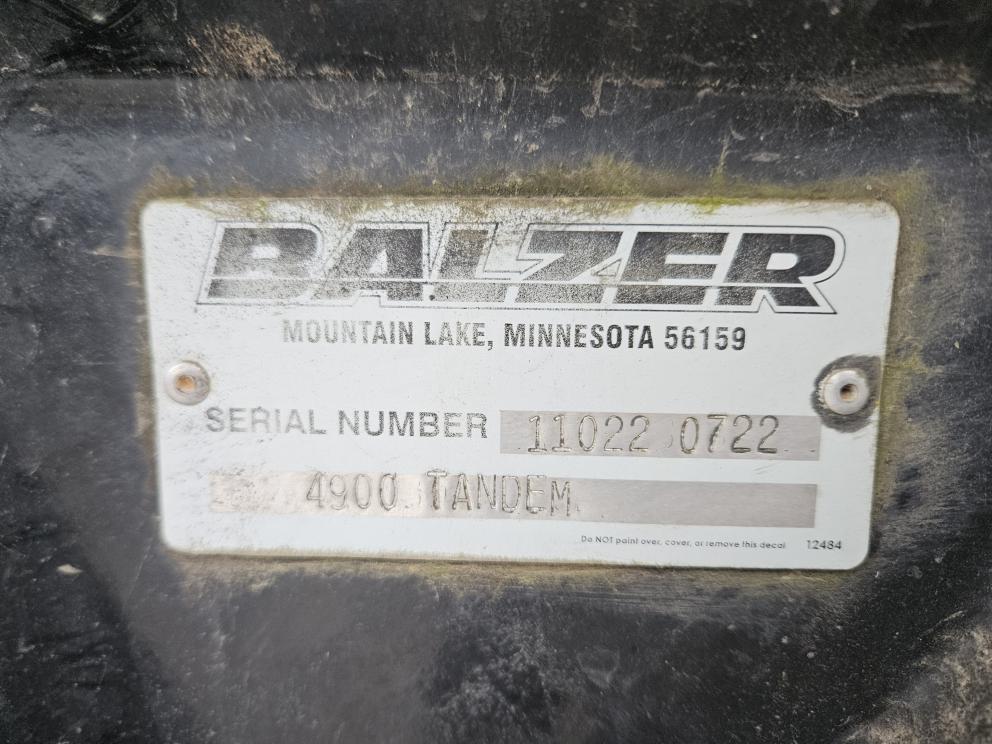 BALZER
MOUNTAIN LAKE, MINNESOTA 56159
SERIAL NUMBER 11022 0722
4900 TANDEM
Do NOT paint over, cover, or remove this decal 12484